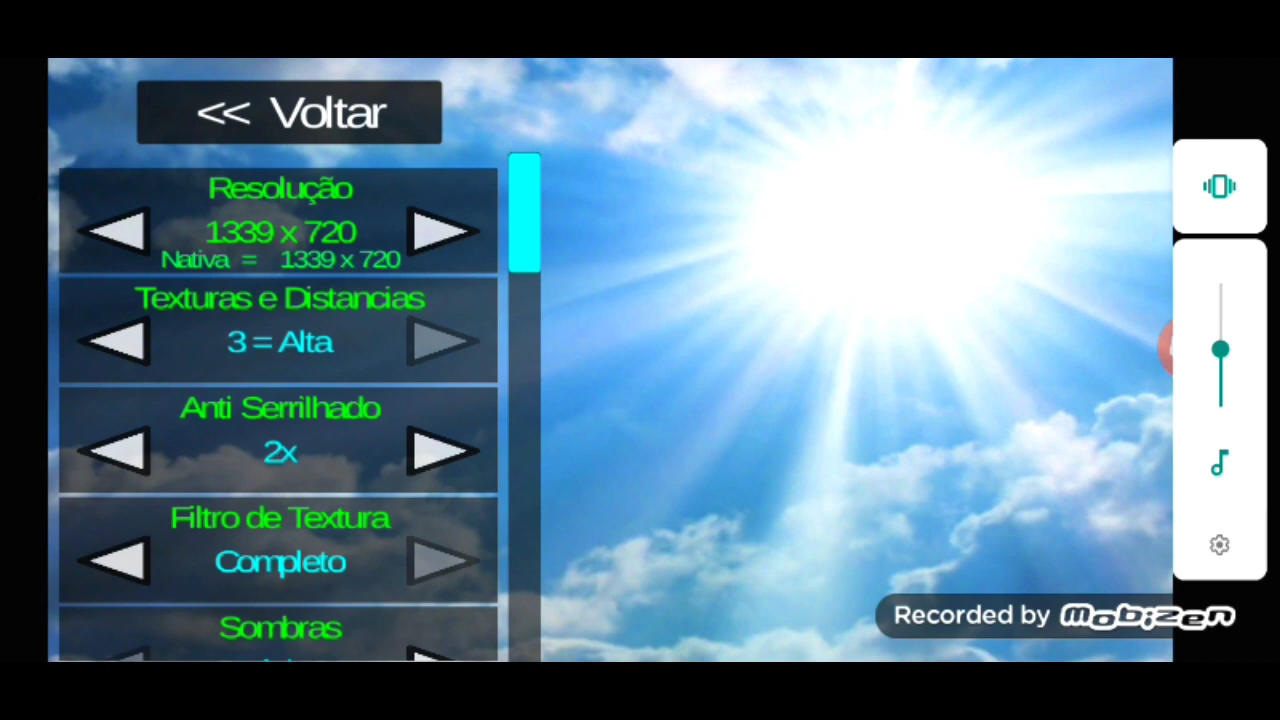 << Voltar
Resolução
1339 x 720
Nativa = 1339 x 720
Texturas e Distancias
3 = Alta
Anti Serrilhado
2x
Filtro de Textura
Completo
Sombras
Recorded by Mobizen